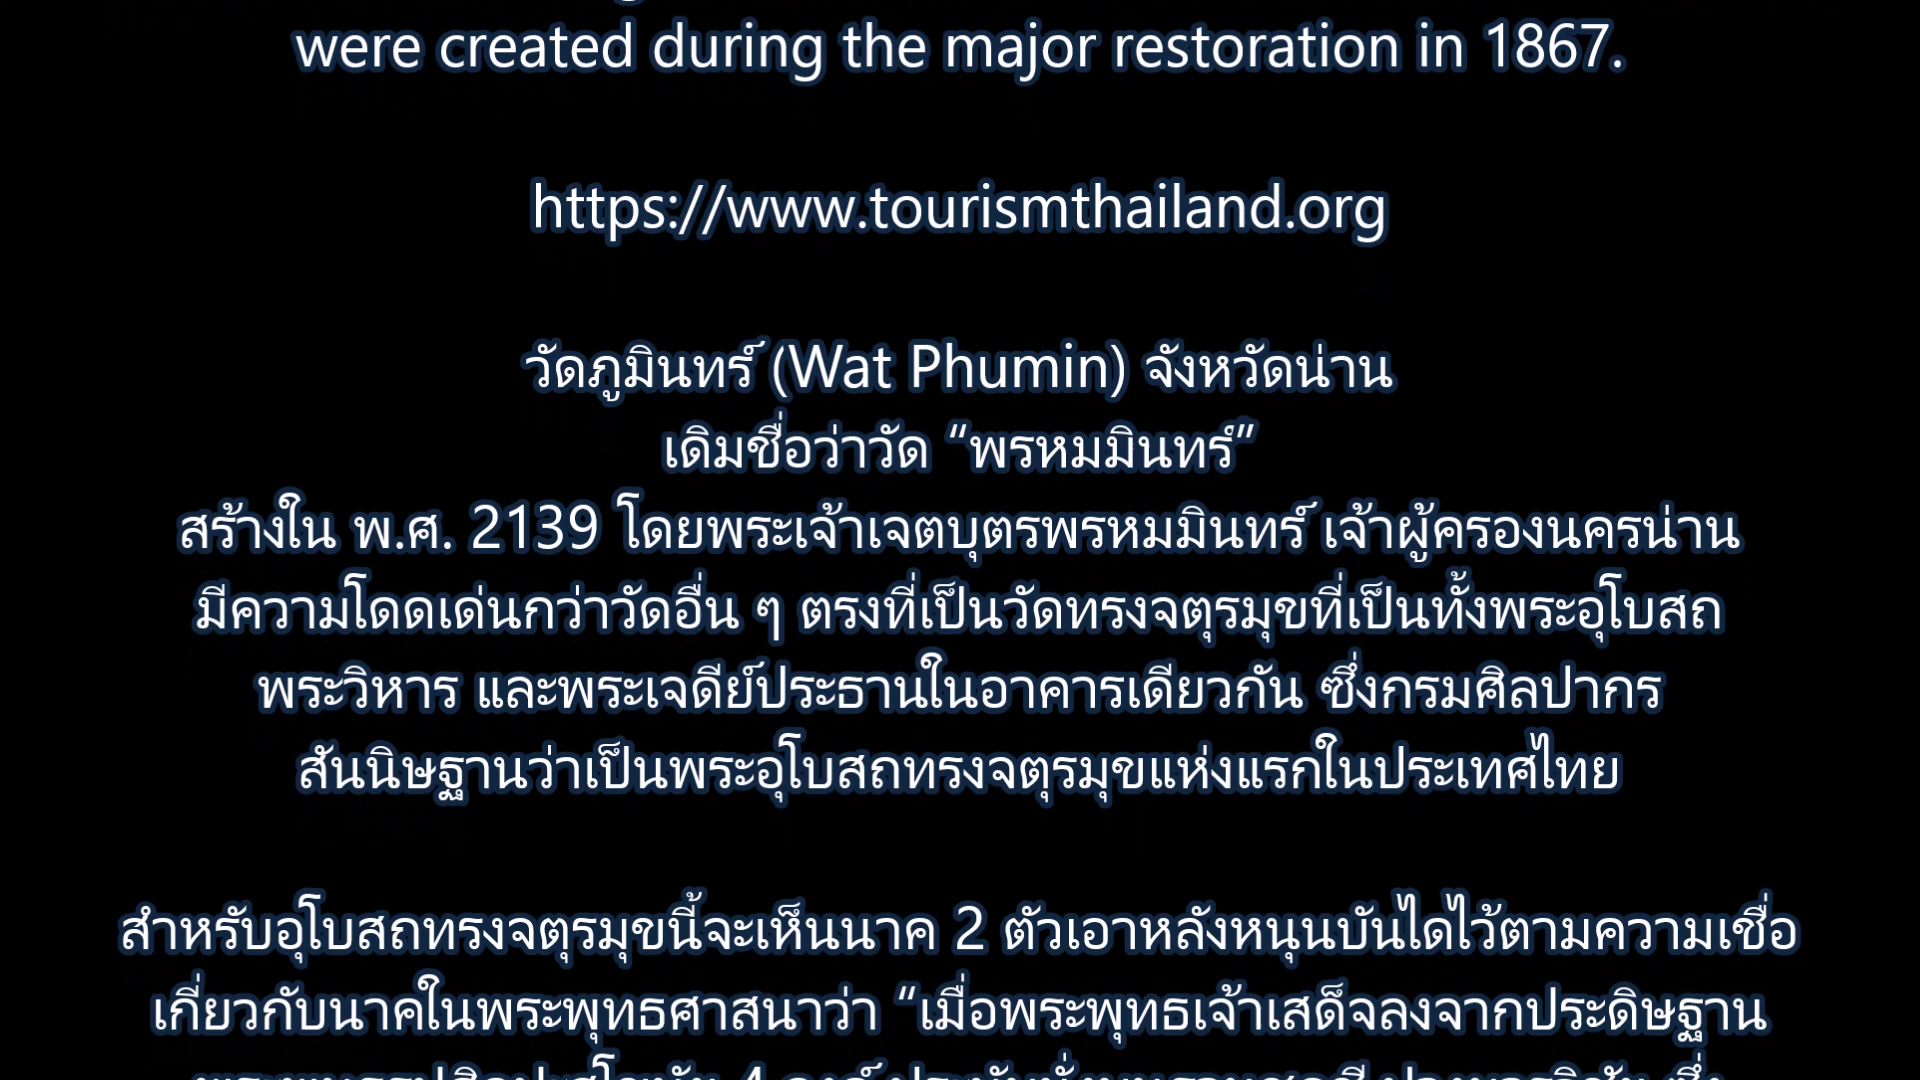 were created during the major restoration in 1867.
https://www.tourismthailand.org
วัดภูมินทร์ (Wat Phumin) จังหวัดน่าน
เดิมชื่อว่าวัด “พรหมมินทร์”
สร้างใน พ.ศ. 2139 โดยพระเจ้าเจตบุตรพรหมมินทร์ เจ้าผู้ครองนครน่าน
มีความโดดเด่นกว่าวัดอื่น ๆ ตรงที่เป็นวัดทรงจตุรมุขที่เป็นทั้งพระอุโบสถ
พระวิหาร และพระเจดีย์ประธานในอาคารเดียวกัน ซึ่งกรมศิลปากร
สันนิษฐานว่าเป็นพระอุโบสถทรงจตุรมุขแห่งแรกในประเทศไทย
สำหรับอุโบสถทรงจตุรมุขนี้จะเห็นนาค 2 ตัวเอาหลังหนุนบันไดไว้ตามความเชื่อ
เกี่ยวกับนาคในพระพุทธศาสนาว่า “เมื่อพระพุทธเจ้าเสด็จลงจากประดิษฐาน